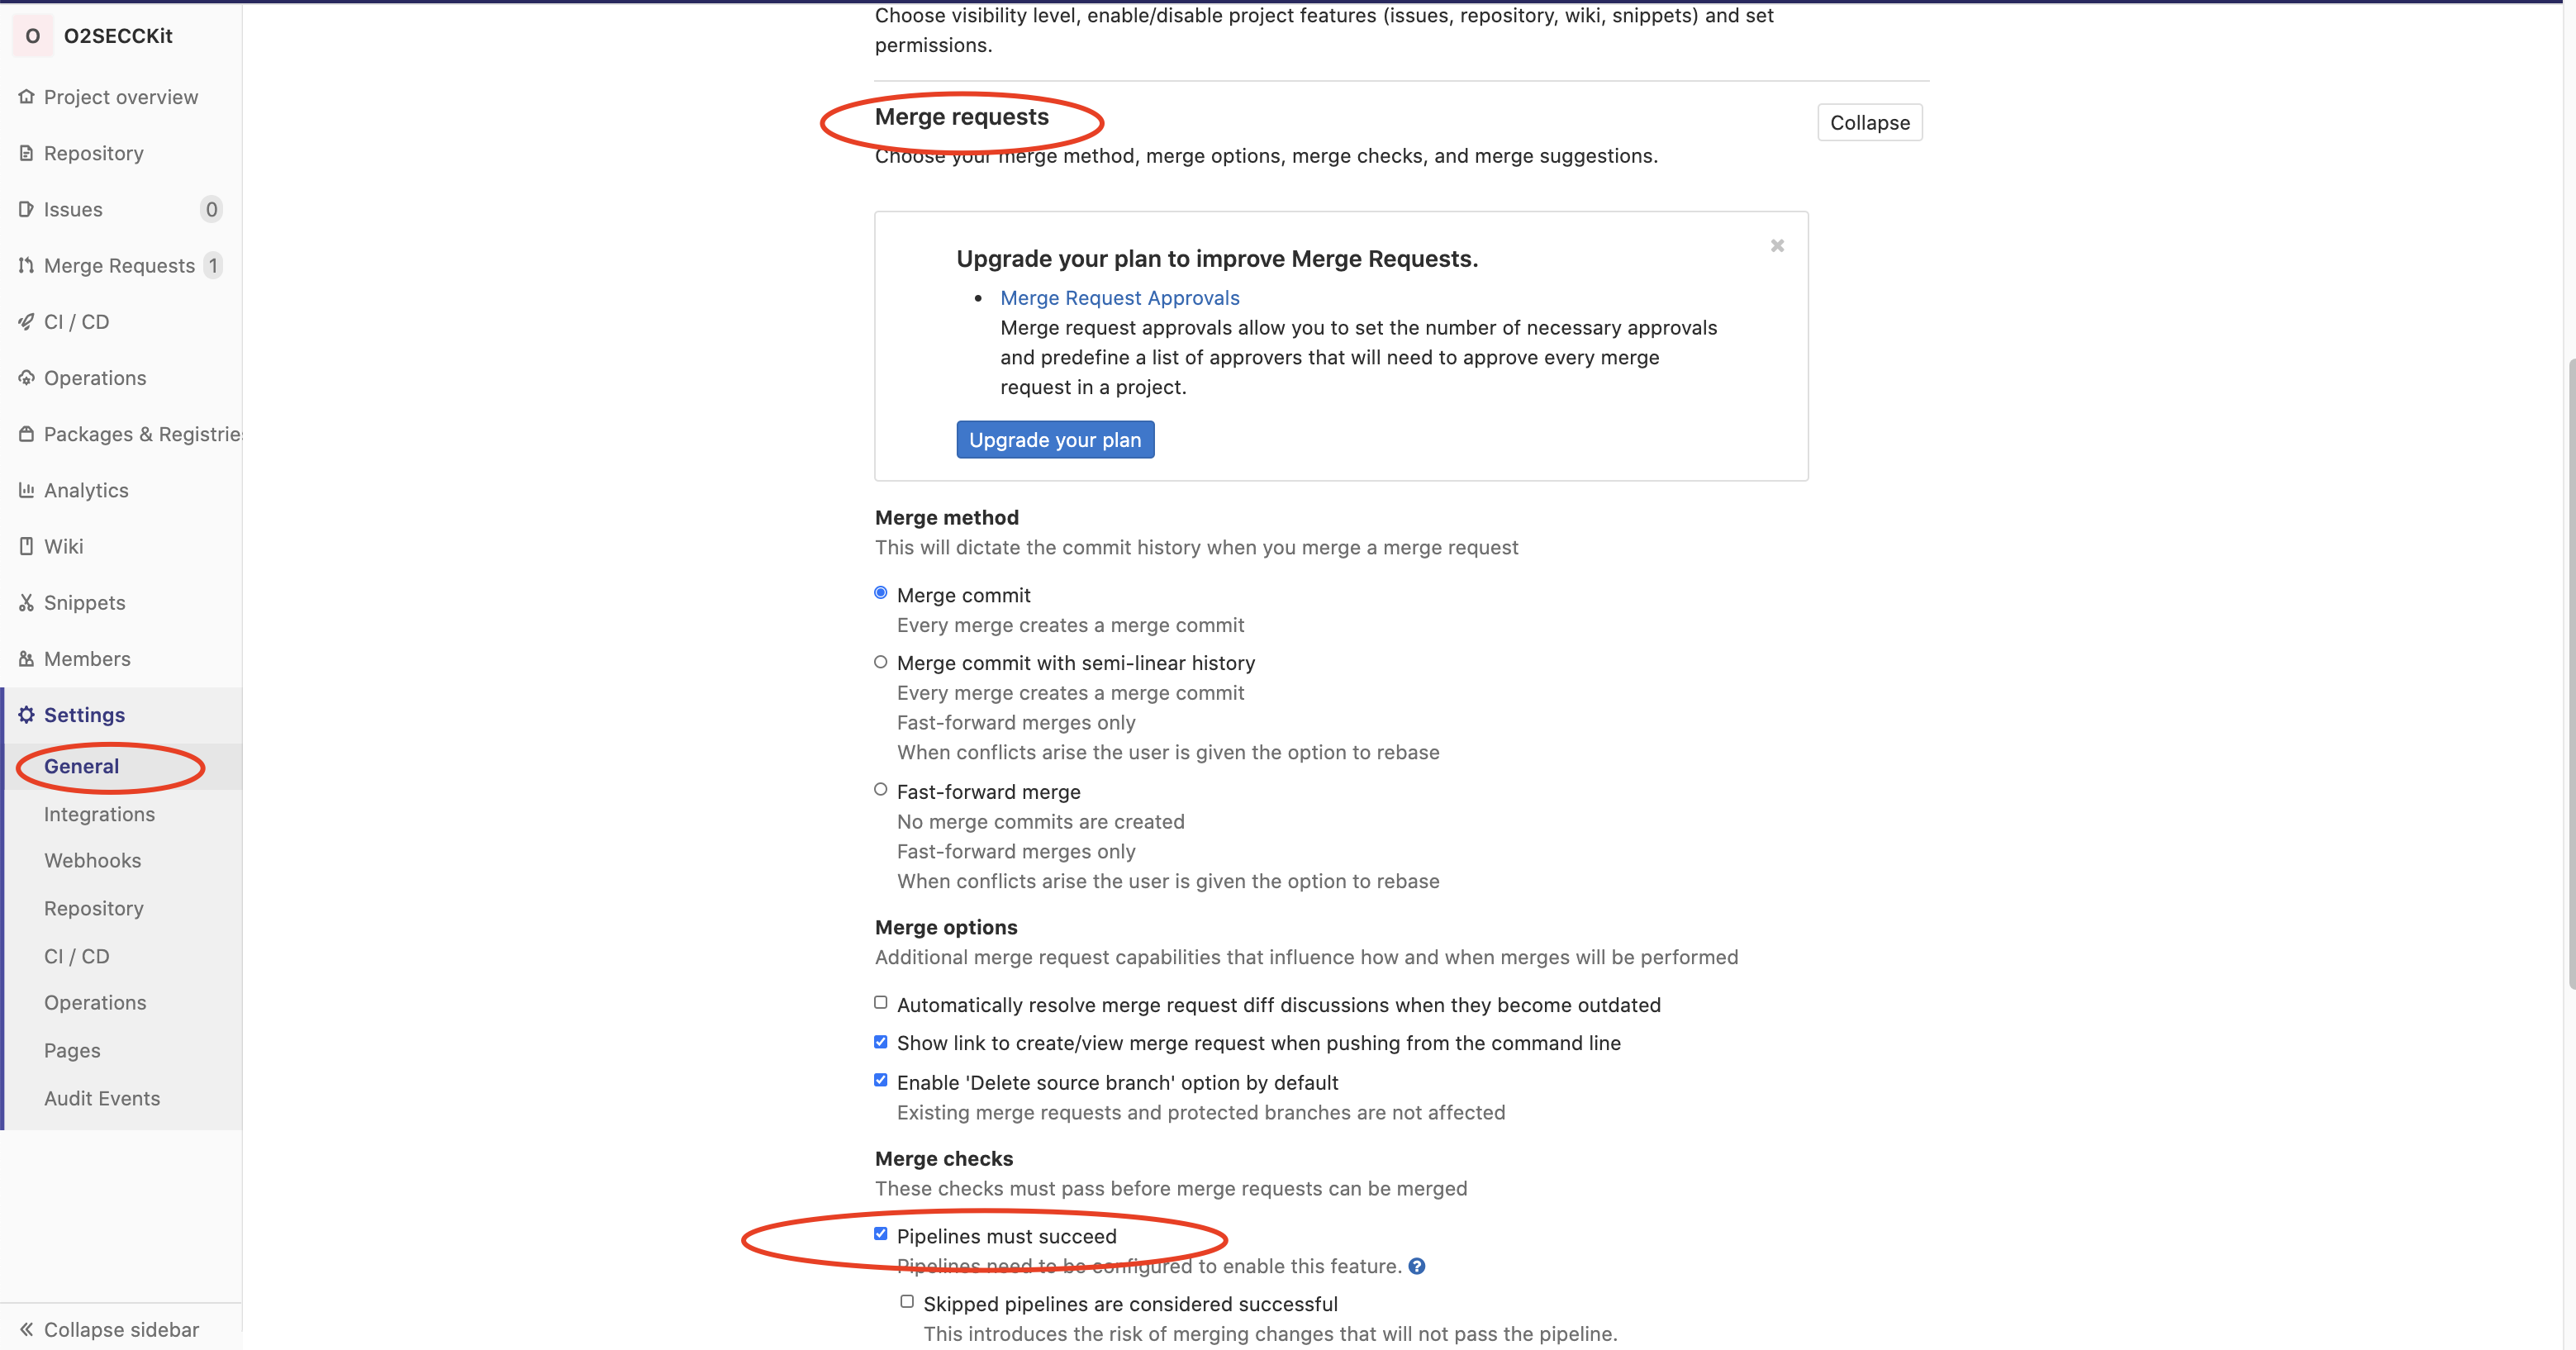 O O2SECCKit
Project overview
Repository
Issues 0
Merge Requests 1
CI / CD
Operations
Packages & Registries
Analytics
Wiki
Snippets
Members
Settings
General
Integrations
Webhooks
Repository
CI / CD
Operations
Pages
Audit Events
Collapse sidebar
Choose visibility level, enable/disable project features (issues, repository, wiki, snippets) and set
permissions.
Merge requests
Collapse
Choose your merge method, merge options, merge checks, and merge suggestions.
Upgrade your plan to improve Merge Requests.
Merge Request Approvals
Merge request approvals allow you to set the number of necessary approvals
and predefine a list of approvers that will need to approve every merge
request in a project.
Upgrade your plan
Merge method
This will dictate the commit history when you merge a merge request
Merge commit
Every merge creates a merge commit
Merge commit with semi-linear history
Every merge creates a merge commit
Fast-forward merges only
When conflicts arise the user is given the option to rebase
Fast-forward merge
No merge commits are created
Fast-forward merges only
When conflicts arise the user is given the option to rebase
Merge options
Additional merge request capabilities that influence how and when merges will be performed
Automatically resolve merge request diff discussions when they become outdated
Show link to create/view merge request when pushing from the command line
Enable 'Delete source branch' option by default
Existing merge requests and protected branches are not affected
Merge checks
These checks must pass before merge requests can be merged
Pipelines must succeed
Pipelines need to be configured to enable this feature. ?
Skipped pipelines are considered successful
This introduces the risk of merging changes that will not pass the pipeline.